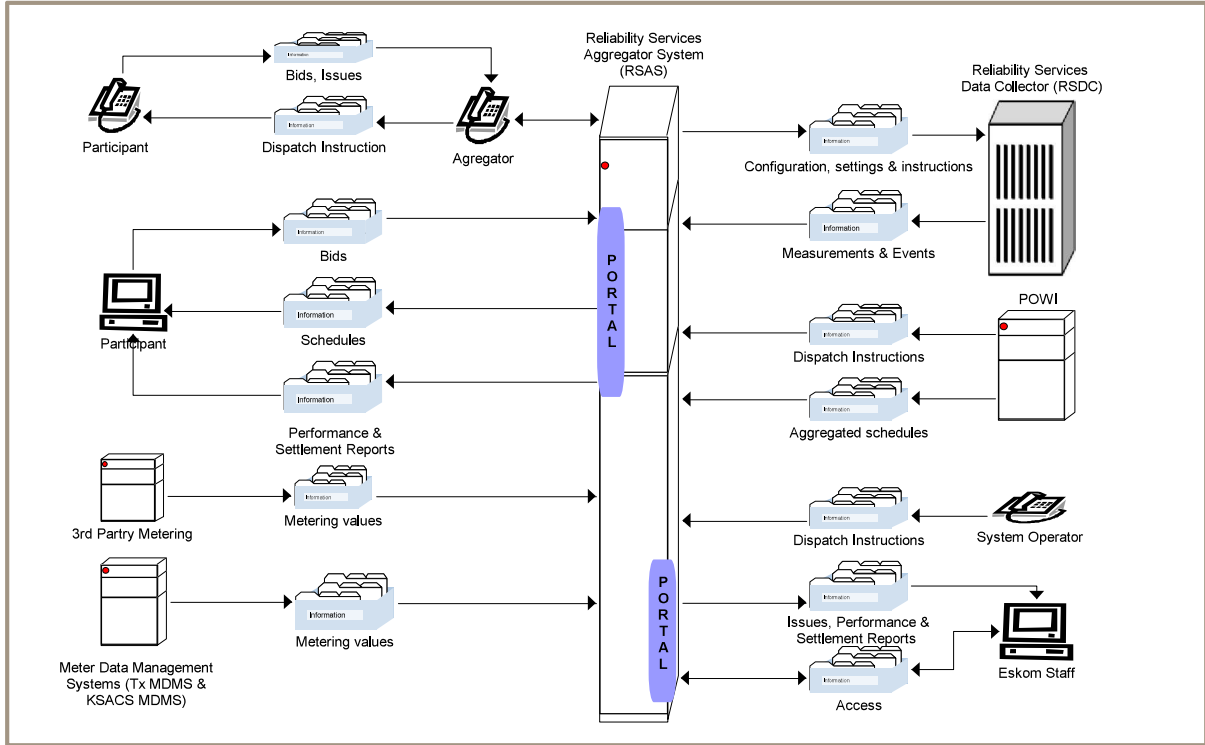 Reliability Services
Aggregator System
(RSAS)
Information
Bids, Issues
Participant
Information
Dispatch Instruction
Agregator
Reliability Services
Data Collector (RSDC)
Information
Configuration, settings & instructions
Information
Measurements & Events
Information
Bids
Information
Schedules
Participant
Information
Performance &
Settlement Reports
PORTAL
POWI
Information
Dispatch Instructions
Information
Aggregated schedules
3rd Partry Metering
Information
Metering values
Information
Dispatch Instructions
System Operator
Meter Data Management
Systems (Tx MDMS &
KSACS MDMS)
Information
Metering values
PORTAL
Information
Issues, Performance &
Settlement Reports
Information
Access
Eskom Staff